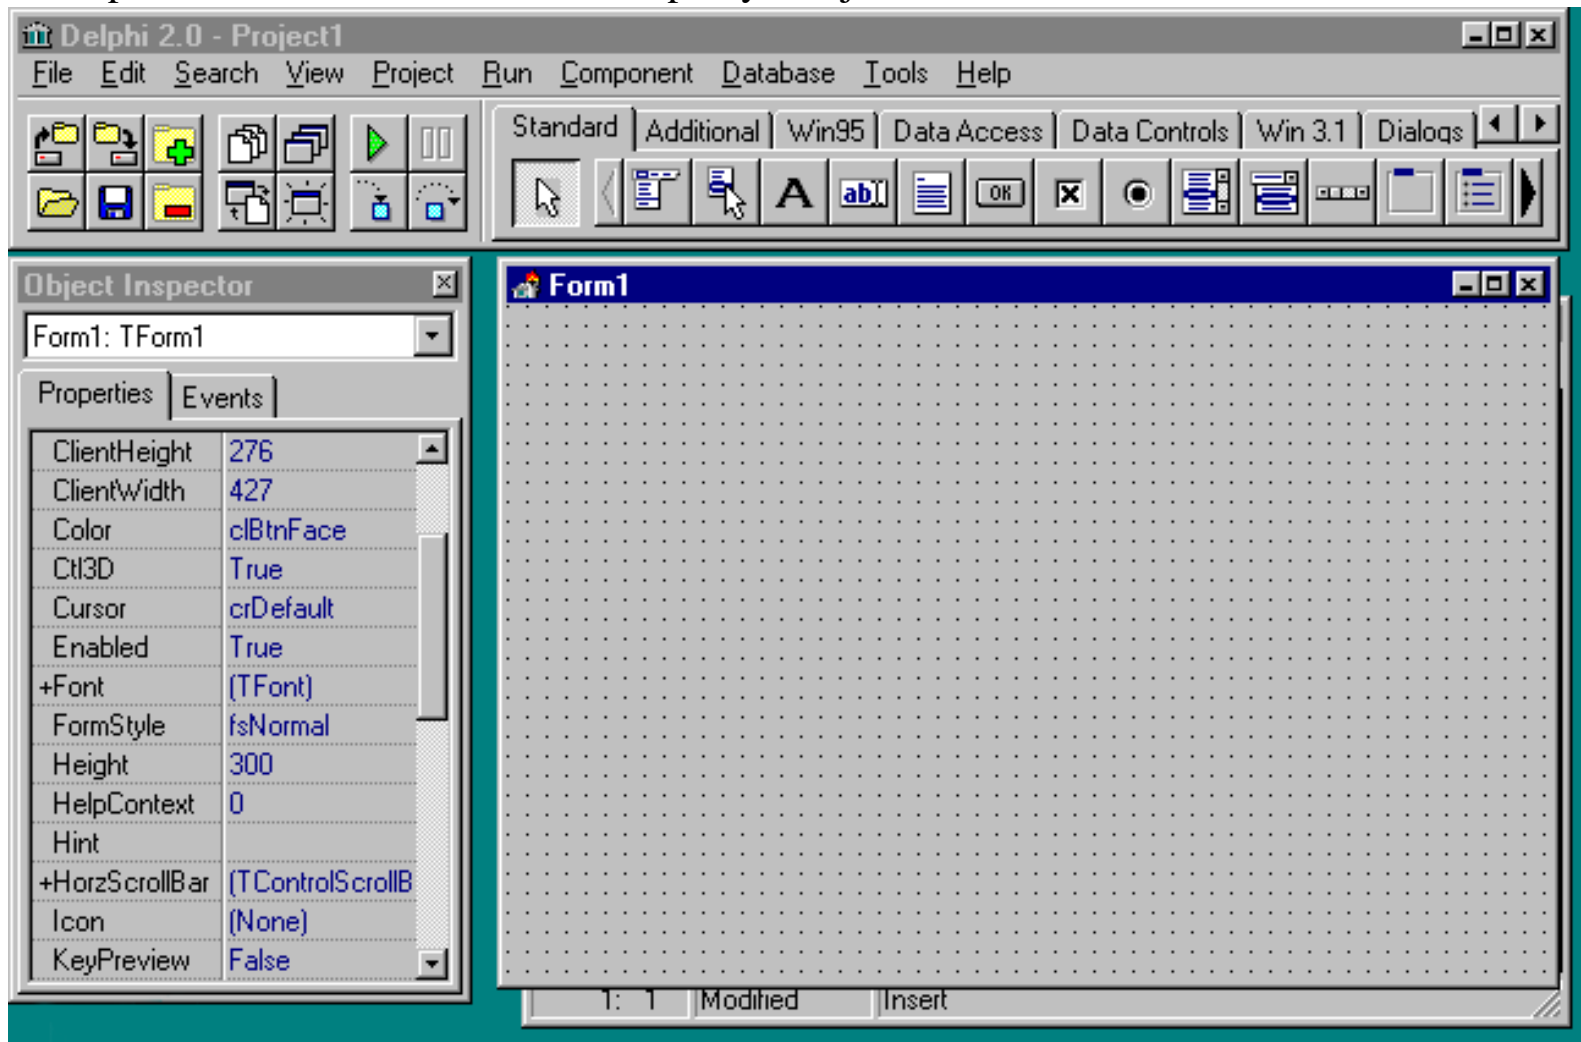 Delphi 2.0 - Project1
File Edit Search View Project Run Component Database Tools Help
Standard Additional Win95 Data Access Data Controls Win 3.1 Dialogs
A ab OK
Object Inspector
Form1: TForm1
Properties Events
ClientHeight 276
ClientWidth 427
Color clBtnFace
Ctl3D True
Cursor crDefault
Enabled True
+Font (TFont)
FormStyle fsNormal
Height 300
HelpContext 0
Hint
+HorzScrollBar (TControlScrollB
Icon (None)
KeyPreview False
Form1
1: 1 Modified Insert